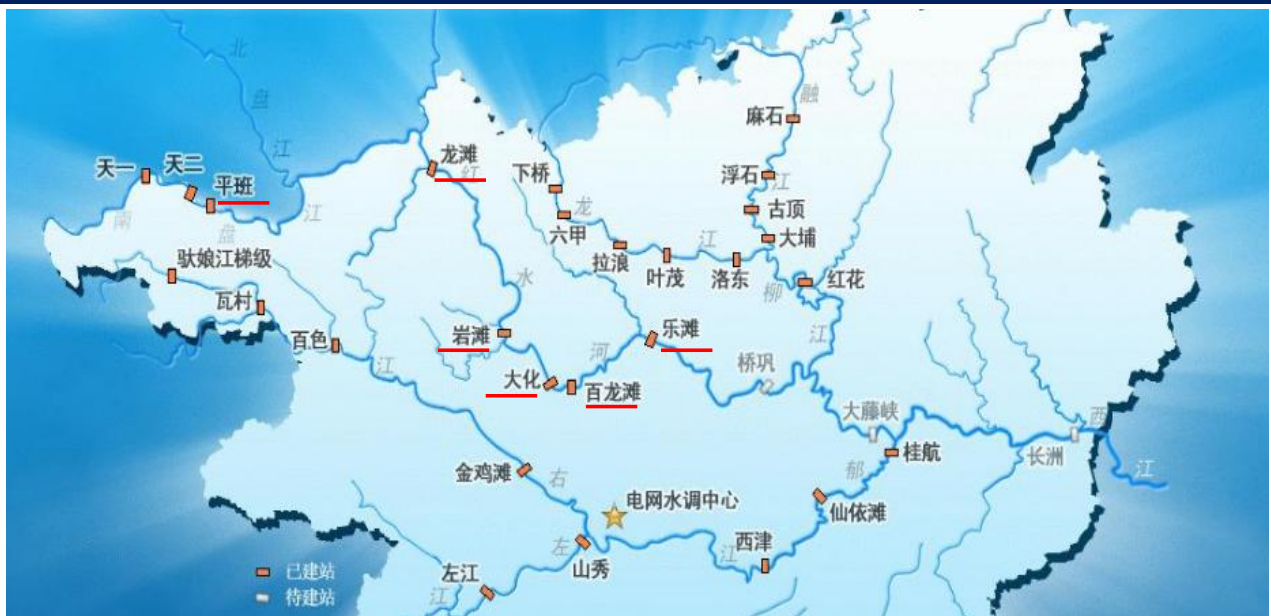 北
盘
江
融
麻石
龙滩
红
天一
天二
平班
下桥
浮石
江
江
南
盘
龙
古顶
六甲
江
大埔
拉浪
叶茂
洛东
驮娘江梯级
水
柳
红花
瓦村
岩滩
乐滩
江
百色
河
桥巩
江
大化
百龙滩
大藤峡
西
桂航
长洲
江
金鸡滩
右
郁
电网水调中心
仙依滩
左
江
西津
山秀
已建站
左江
江
待建站